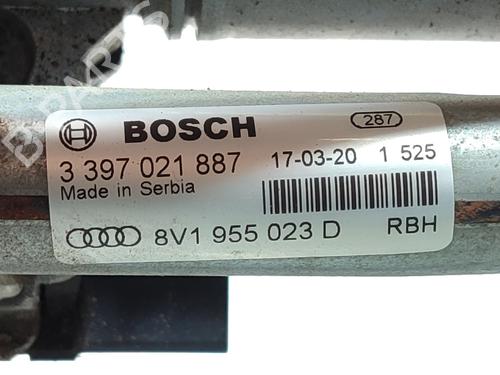 BOSCH
287
3 397 021 887 17-03-20 1 525
Made in Serbia
8V1 955 023 D RBH